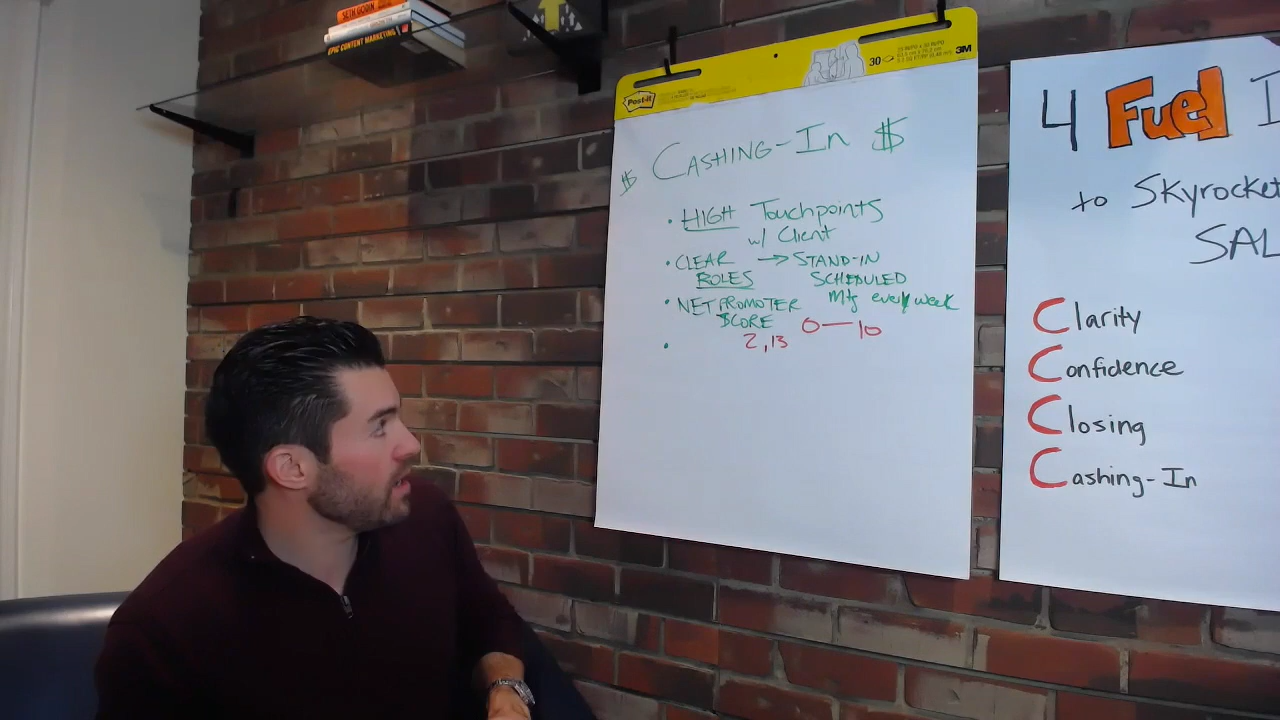 SETH GODIN
EPIC CONTENT MARKETING
Post-it
30
3M
$ CASHING-IN $
• HIGH Touchpoints
w/ Client
• CLEAR → STAND-IN
ROLES SCHEDULED
• NET PROMOTER Mtg every week
SCORE 0—10
2,13
•
4 Fuel I
to Skyrocket
SAL
Clarity
Confidence
Closing
Cashing-In